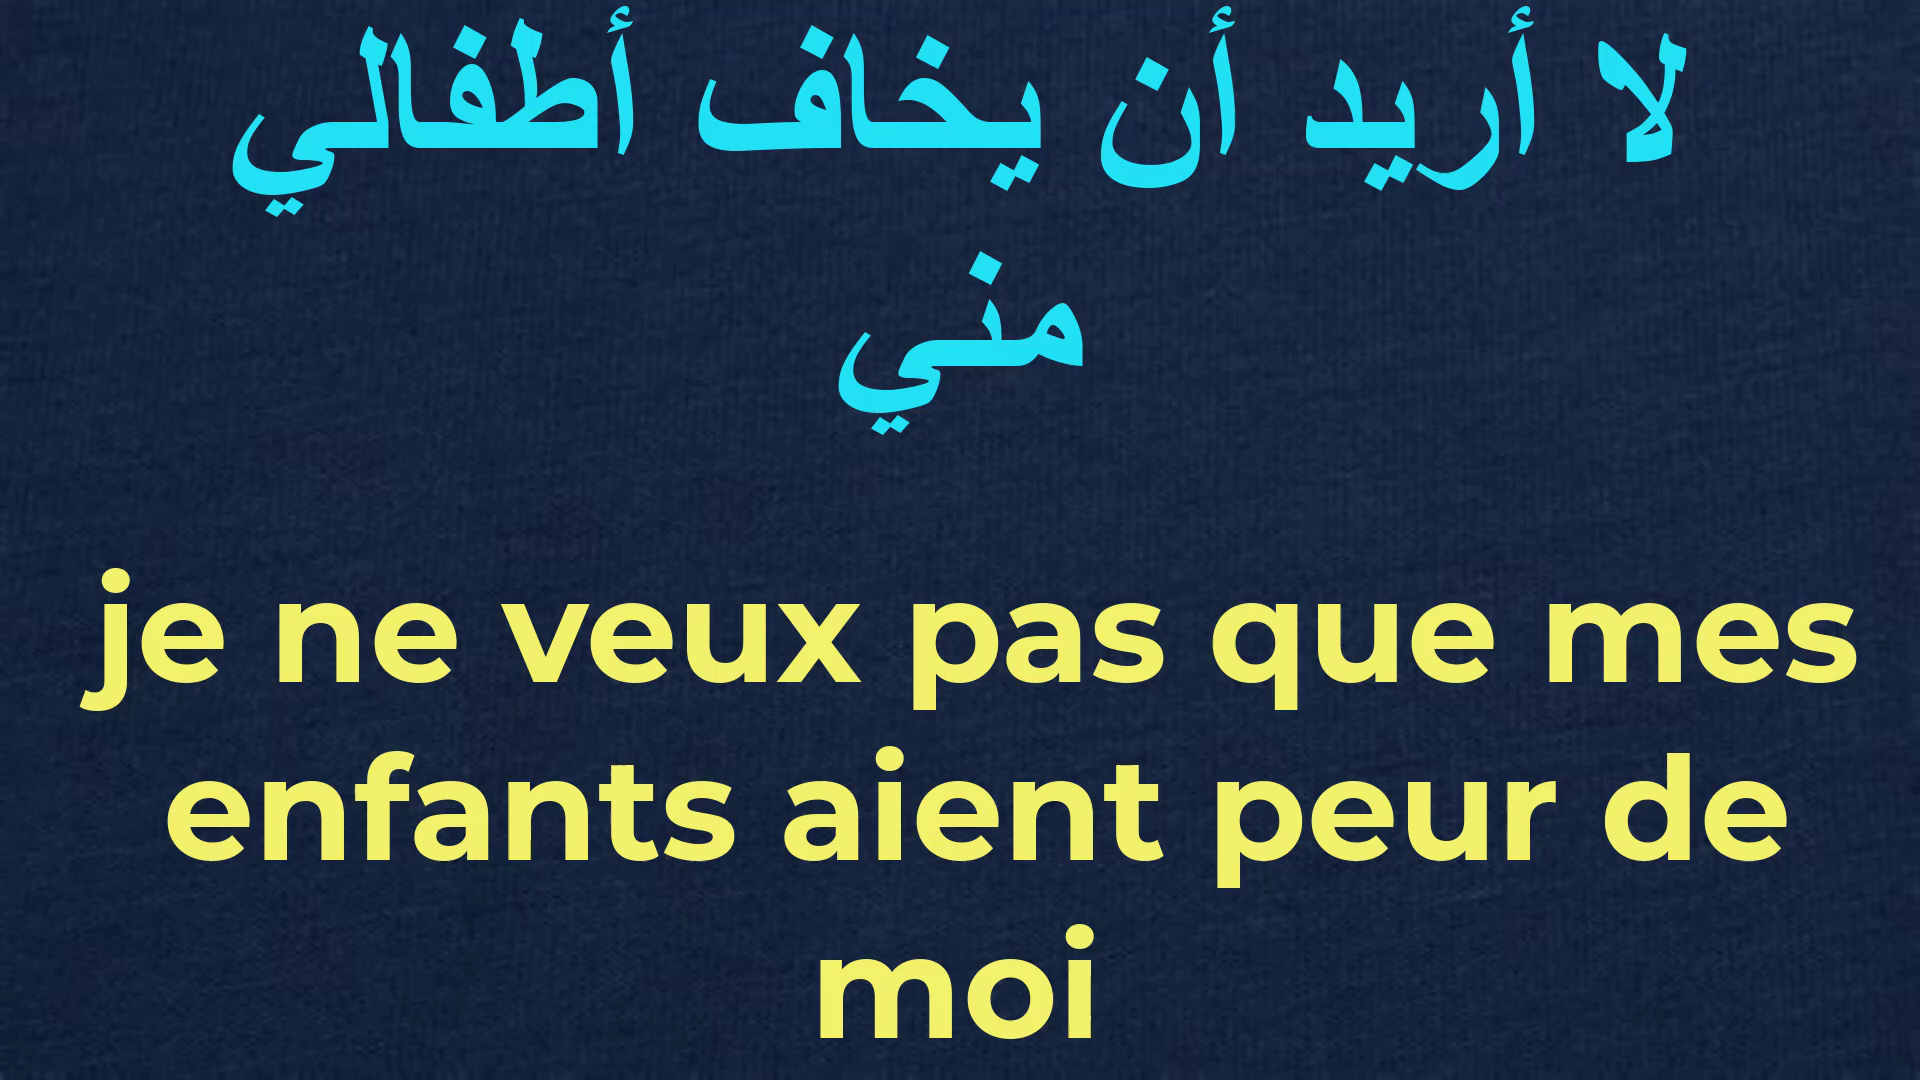 لا أريد أن يخاف أطفالي
مني
je ne veux pas que mes
enfants aient peur de
moi